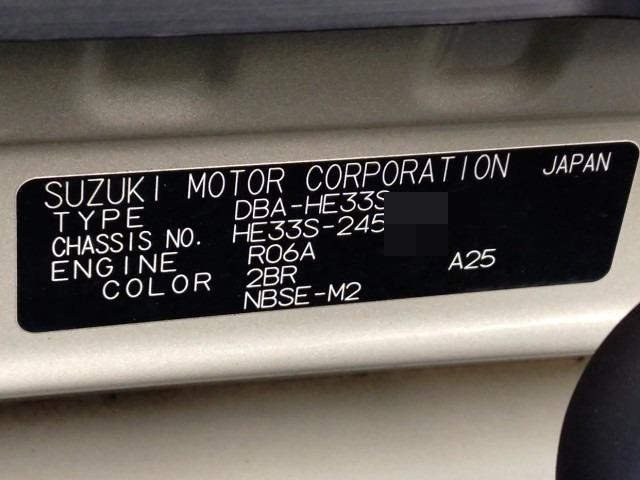 SUZUKI MOTOR CORPORATION JAPAN
TYPE DBA-HE33S
CHASSIS NO. HE33S-245
ENGINE R06A
COLOR 2BR A25
NBSE-M2